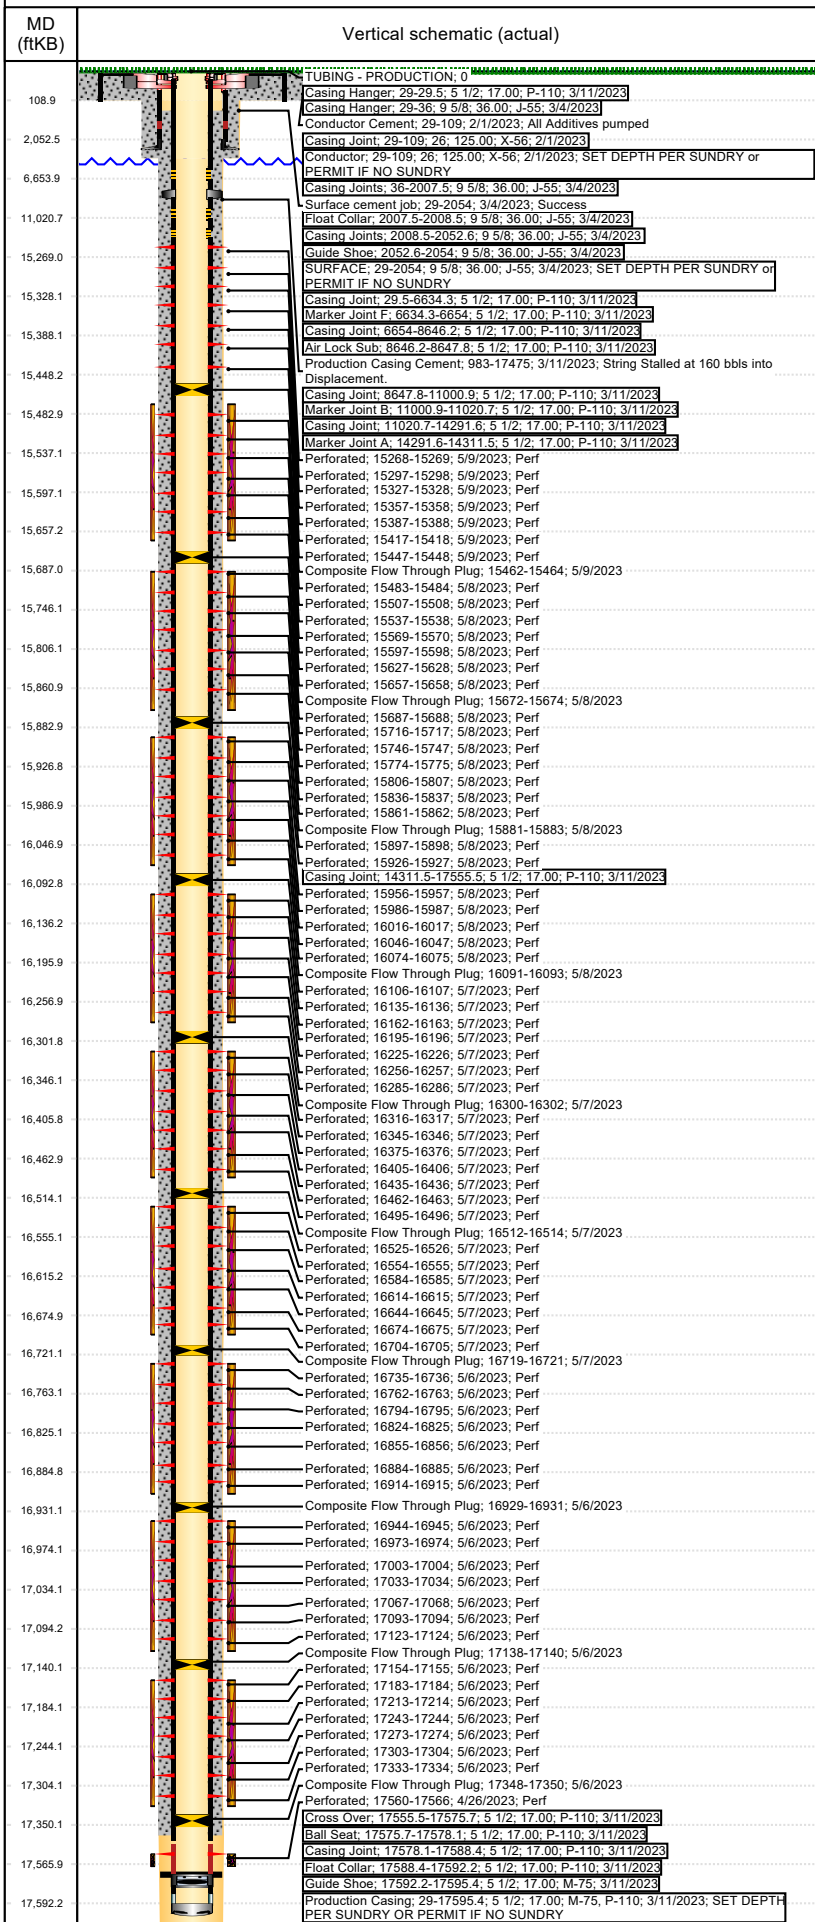 MD
(ftKB)
Vertical schematic (actual)
TUBING - PRODUCTION; 0
Casing Hanger; 29-29.5; 5 1/2; 17.00; P-110; 3/11/2023
108.9
Casing Hanger; 29-36; 9 5/8; 36.00; J-55; 3/4/2023
Conductor Cement; 29-109; 2/1/2023; All Additives pumped
2,052.5
Casing Joint; 29-109; 26; 125.00; X-56; 2/1/2023
Conductor; 29-109; 26; 125.00; X-56; 2/1/2023; SET DEPTH PER SUNDRY or
PERMIT IF NO SUNDRY
6,653.9
Casing Joints; 36-2007.5; 9 5/8; 36.00; J-55; 3/4/2023
Surface cement job; 29-2054; 3/4/2023; Success
11,020.7
Float Collar; 2007.5-2008.5; 9 5/8; 36.00; J-55; 3/4/2023
Casing Joints; 2008.5-2052.6; 9 5/8; 36.00; J-55; 3/4/2023
15,269.0
Guide Shoe; 2052.6-2054; 9 5/8; 36.00; J-55; 3/4/2023
SURFACE; 29-2054; 9 5/8; 36.00; J-55; 3/4/2023; SET DEPTH PER SUNDRY or
PERMIT IF NO SUNDRY
15,328.1
Casing Joint; 29.5-6634.3; 5 1/2; 17.00; P-110; 3/11/2023
Marker Joint F; 6634.3-6654; 5 1/2; 17.00; P-110; 3/11/2023
15,388.1
Casing Joint; 6654-8646.2; 5 1/2; 17.00; P-110; 3/11/2023
Air Lock Sub; 8646.2-8647.8; 5 1/2; 17.00; P-110; 3/11/2023
Production Casing Cement; 983-17475; 3/11/2023; String Stalled at 160 bbls into
Displacement.
15,448.2
Casing Joint; 8647.8-11000.9; 5 1/2; 17.00; P-110; 3/11/2023
Marker Joint B; 11000.9-11020.7; 5 1/2; 17.00; P-110; 3/11/2023
15,482.9
Casing Joint; 11020.7-14291.6; 5 1/2; 17.00; P-110; 3/11/2023
Marker Joint A; 14291.6-14311.5; 5 1/2; 17.00; P-110; 3/11/2023
15,537.1
Perforated; 15268-15269; 5/9/2023; Perf
Perforated; 15297-15298; 5/9/2023; Perf
15,597.1
Perforated; 15327-15328; 5/9/2023; Perf
Perforated; 15357-15358; 5/9/2023; Perf
Perforated; 15387-15388; 5/9/2023; Perf
15,657.2
Perforated; 15417-15418; 5/9/2023; Perf
Perforated; 15447-15448; 5/9/2023; Perf
15,687.0
Composite Flow Through Plug; 15462-15464; 5/9/2023
Perforated; 15483-15484; 5/8/2023; Perf
15,746.1
Perforated; 15507-15508; 5/8/2023; Perf
Perforated; 15537-15538; 5/8/2023; Perf
Perforated; 15569-15570; 5/8/2023; Perf
15,806.1
Perforated; 15597-15598; 5/8/2023; Perf
Perforated; 15627-15628; 5/8/2023; Perf
15,860.9
Perforated; 15657-15658; 5/8/2023; Perf
Composite Flow Through Plug; 15672-15674; 5/8/2023
Perforated; 15687-15688; 5/8/2023; Perf
15,882.9
Perforated; 15716-15717; 5/8/2023; Perf
Perforated; 15746-15747; 5/8/2023; Perf
15,926.8
Perforated; 15774-15775; 5/8/2023; Perf
Perforated; 15806-15807; 5/8/2023; Perf
Perforated; 15836-15837; 5/8/2023; Perf
15,986.9
Perforated; 15861-15862; 5/8/2023; Perf
Composite Flow Through Plug; 15881-15883; 5/8/2023
16,046.9
Perforated; 15897-15898; 5/8/2023; Perf
Perforated; 15926-15927; 5/8/2023; Perf
16,092.8
Casing Joint; 14311.5-17555.5; 5 1/2; 17.00; P-110; 3/11/2023
Perforated; 15956-15957; 5/8/2023; Perf
Perforated; 15986-15987; 5/8/2023; Perf
16,136.2
Perforated; 16016-16017; 5/8/2023; Perf
Perforated; 16046-16047; 5/8/2023; Perf
16,195.9
Perforated; 16074-16075; 5/8/2023; Perf
Composite Flow Through Plug; 16091-16093; 5/8/2023
Perforated; 16106-16107; 5/7/2023; Perf
16,256.9
Perforated; 16135-16136; 5/7/2023; Perf
Perforated; 16162-16163; 5/7/2023; Perf
16,301.8
Perforated; 16195-16196; 5/7/2023; Perf
Perforated; 16225-16226; 5/7/2023; Perf
Perforated; 16256-16257; 5/7/2023; Perf
16,346.1
Perforated; 16285-16286; 5/7/2023; Perf
Composite Flow Through Plug; 16300-16302; 5/7/2023
16,405.8
Perforated; 16316-16317; 5/7/2023; Perf
Perforated; 16345-16346; 5/7/2023; Perf
Perforated; 16375-16376; 5/7/2023; Perf
16,462.9
Perforated; 16405-16406; 5/7/2023; Perf
Perforated; 16435-16436; 5/7/2023; Perf
16,514.1
Perforated; 16462-16463; 5/7/2023; Perf
Perforated; 16495-16496; 5/7/2023; Perf
Composite Flow Through Plug; 16512-16514; 5/7/2023
16,555.1
Perforated; 16525-16526; 5/7/2023; Perf
Perforated; 16554-16555; 5/7/2023; Perf
16,615.2
Perforated; 16584-16585; 5/7/2023; Perf
Perforated; 16614-16615; 5/7/2023; Perf
16,674.9
Perforated; 16644-16645; 5/7/2023; Perf
Perforated; 16674-16675; 5/7/2023; Perf
Perforated; 16704-16705; 5/7/2023; Perf
16,721.1
Composite Flow Through Plug; 16719-16721; 5/7/2023
Perforated; 16735-16736; 5/6/2023; Perf
16,763.1
Perforated; 16762-16763; 5/6/2023; Perf
Perforated; 16794-16795; 5/6/2023; Perf
16,825.1
Perforated; 16824-16825; 5/6/2023; Perf
Perforated; 16855-16856; 5/6/2023; Perf
16,884.8
Perforated; 16884-16885; 5/6/2023; Perf
Perforated; 16914-16915; 5/6/2023; Perf
16,931.1
Composite Flow Through Plug; 16929-16931; 5/6/2023
Perforated; 16944-16945; 5/6/2023; Perf
16,974.1
Perforated; 16973-16974; 5/6/2023; Perf
Perforated; 17003-17004; 5/6/2023; Perf
17,034.1
Perforated; 17033-17034; 5/6/2023; Perf
Perforated; 17067-17068; 5/6/2023; Perf
17,094.2
Perforated; 17093-17094; 5/6/2023; Perf
Perforated; 17123-17124; 5/6/2023; Perf
Composite Flow Through Plug; 17138-17140; 5/6/2023
17,140.1
Perforated; 17154-17155; 5/6/2023; Perf
Perforated; 17183-17184; 5/6/2023; Perf
17,184.1
Perforated; 17213-17214; 5/6/2023; Perf
Perforated; 17243-17244; 5/6/2023; Perf
Perforated; 17273-17274; 5/6/2023; Perf
17,244.1
Perforated; 17303-17304; 5/6/2023; Perf
Perforated; 17333-17334; 5/6/2023; Perf
17,304.1
Composite Flow Through Plug; 17348-17350; 5/6/2023
Perforated; 17560-17566; 4/26/2023; Perf
17,350.1
Cross Over; 17555.5-17575.7; 5 1/2; 17.00; P-110; 3/11/2023
Ball Seat; 17575.7-17578.1; 5 1/2; 17.00; P-110; 3/11/2023
Casing Joint; 17578.1-17588.4; 5 1/2; 17.00; P-110; 3/11/2023
17,565.9
Float Collar; 17588.4-17592.2; 5 1/2; 17.00; P-110; 3/11/2023
Guide Shoe; 17592.2-17595.4; 5 1/2; 17.00; M-75; 3/11/2023
17,592.2
Production Casing; 29-17595.4; 5 1/2; 17.00; M-75, P-110; 3/11/2023; SET DEPTH
PER SUNDRY OR PERMIT IF NO SUNDRY